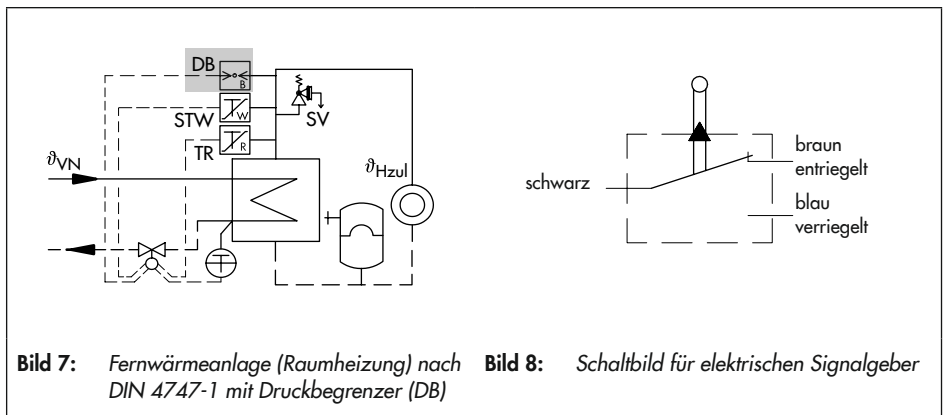 DB
B
STW
W
SV
TR
R
ϑVN
ϑHzul
schwarz
braun
entriegelt
blau
verriegelt
Bild 7: Fernwärmeanlage (Raumheizung) nach
DIN 4747-1 mit Druckbegrenzer (DB)
Bild 8: Schaltbild für elektrischen Signalgeber